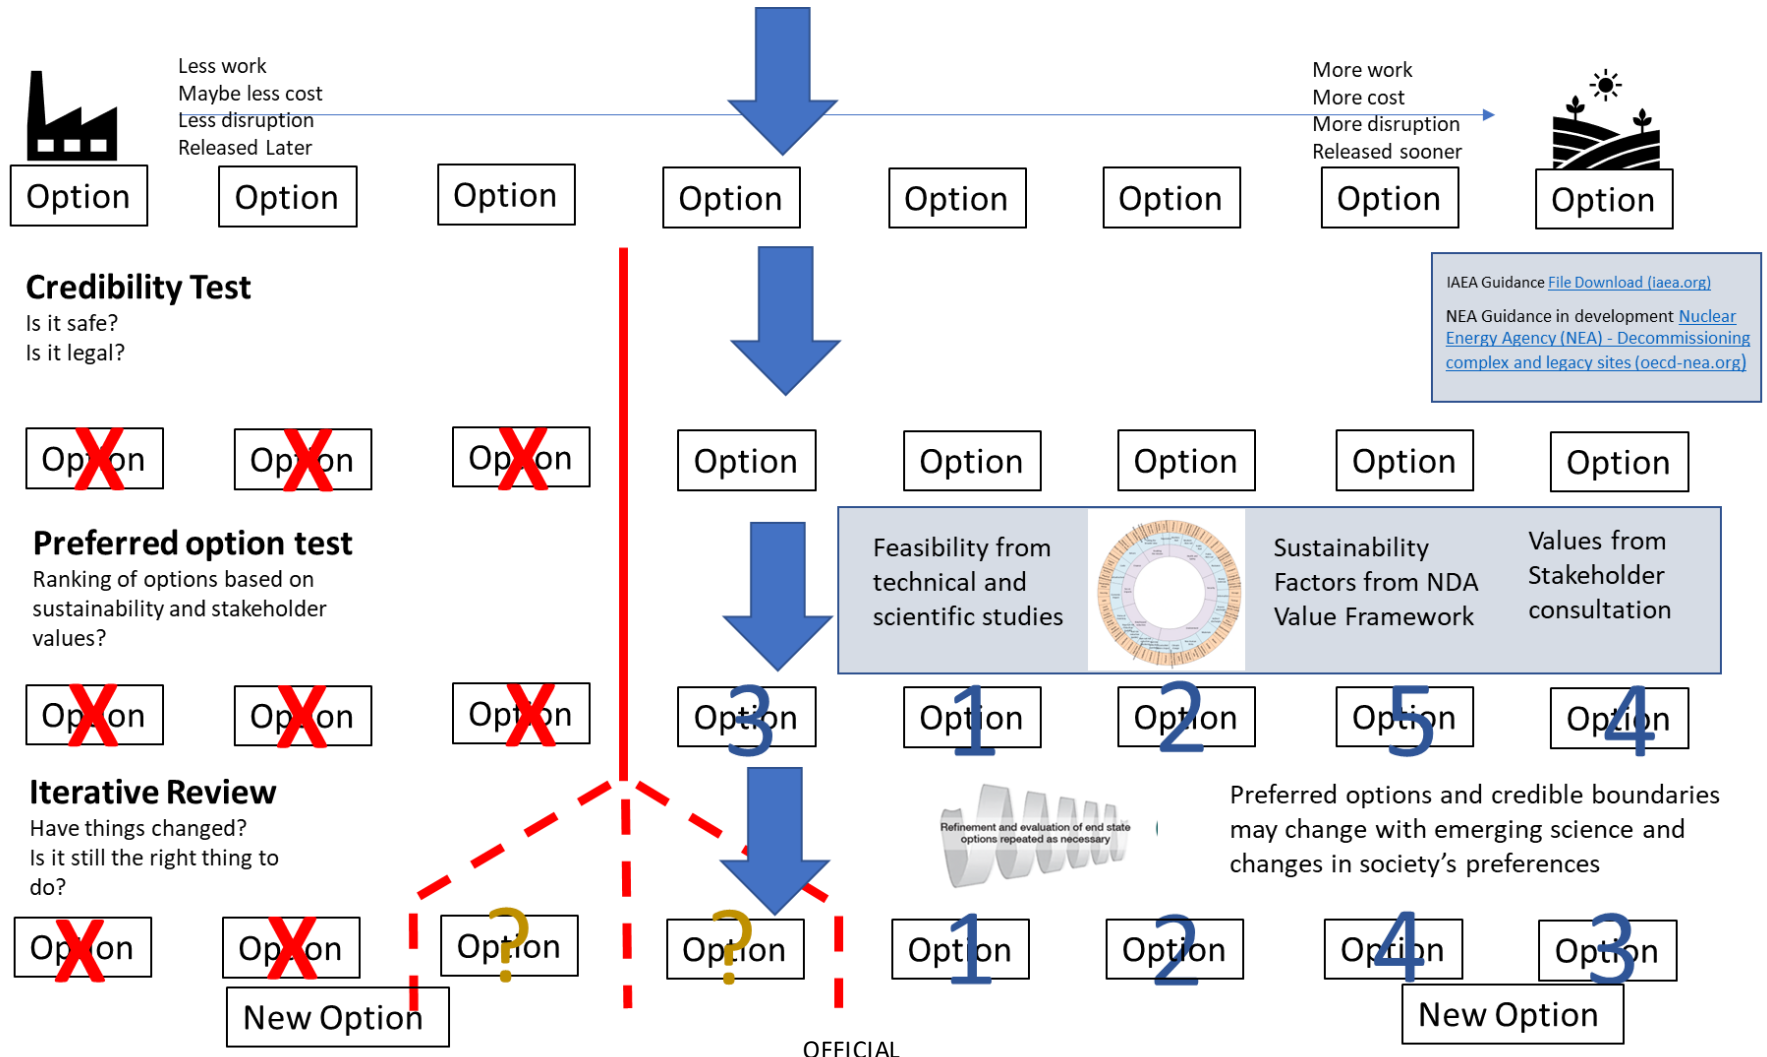 Less work
Maybe less cost
Less disruption
Released Later
More work
More cost
More disruption
Released sooner
Option
Option
Option
Option
Option
Option
Option
Option
Credibility Test
Is it safe?
Is it legal?
IAEA Guidance File Download (iaea.org)
NEA Guidance in development Nuclear
Energy Agency (NEA) - Decommissioning
complex and legacy sites (oecd-nea.org)
Option
X
Option
X
Option
X
Option
Option
Option
Option
Option
Preferred option test
Ranking of options based on
sustainability and stakeholder
values?
Feasibility from
technical and
scientific studies
Sustainability
Factors from NDA
Value Framework
Values from
Stakeholder
consultation
Option
X
Option
X
Option
X
Option
3
Option
1
Option
2
Option
5
Option
4
Iterative Review
Have things changed?
Is it still the right thing to
do?
Refinement and evaluation of end state
options repeated as necessary
Preferred options and credible boundaries
may change with emerging science and
changes in society’s preferences
Option
X
Option
X
Option
?
Option
?
Option
1
Option
2
Option
4
Option
3
New Option
New Option
OFFICIAL